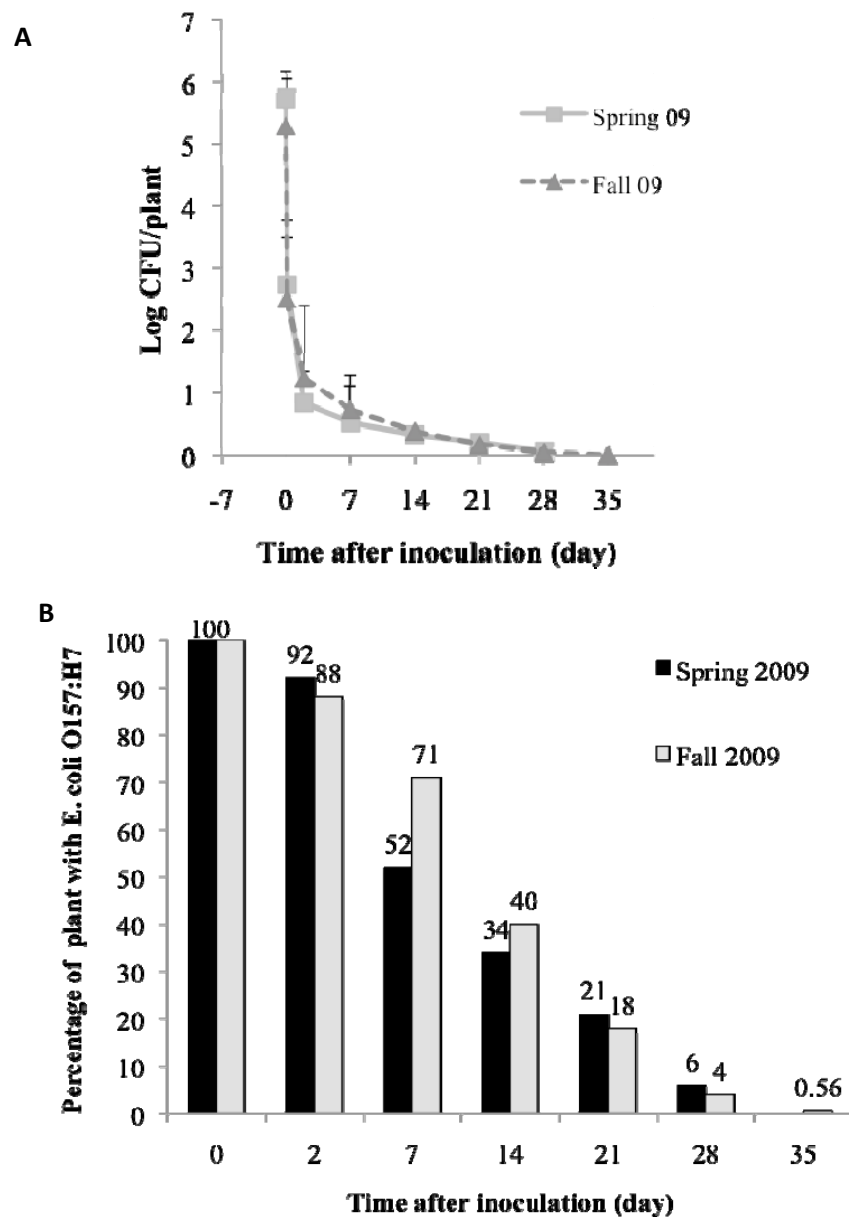 A
7
6
5
4
3
2
1
0
Log CFU/plant
Spring 09
Fall 09
-7 0 7 14 21 28 35
Time after inoculation (day)
B
100
90
80
70
60
50
40
30
20
10
0
Percentage of plant with E. coli O157:H7
100
92
88
52
71
34
40
21
18
6
4
0.56
Spring 2009
Fall 2009
0 2 7 14 21 28 35
Time after inoculation (day)